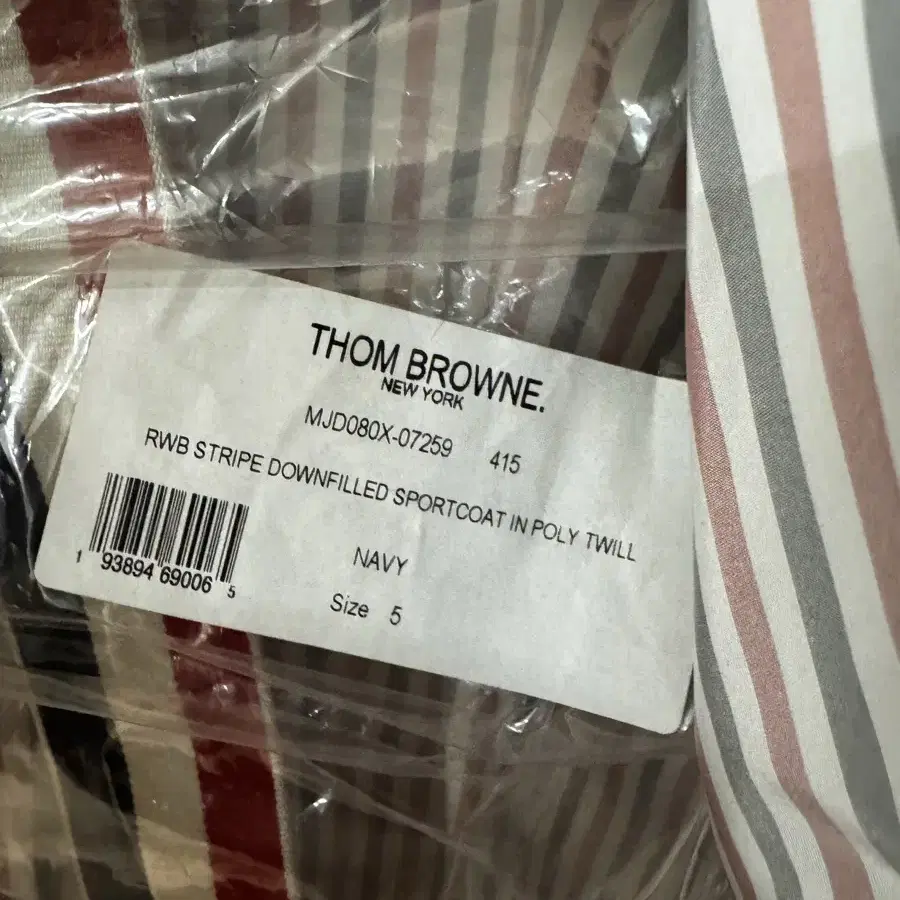 THOM BROWNE.
NEW YORK
MJD080X-07259 415
RWB STRIPE DOWNFILLED SPORTCOAT IN POLY TWILL
NAVY
Size 5
1 93894 69006 5